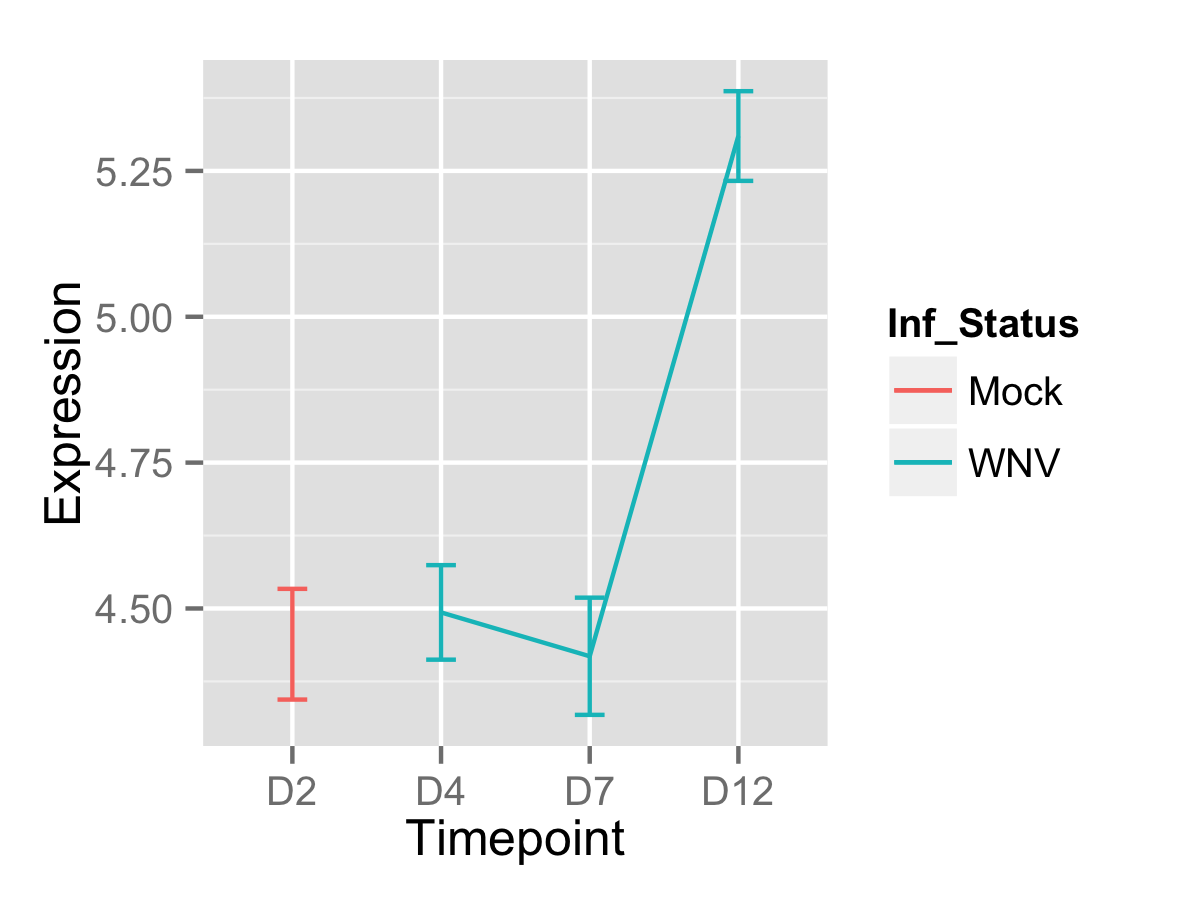 5.25
5.00
4.75
4.50
Expression
D2 D4 D7 D12
Timepoint
Inf_Status
Mock
WNV